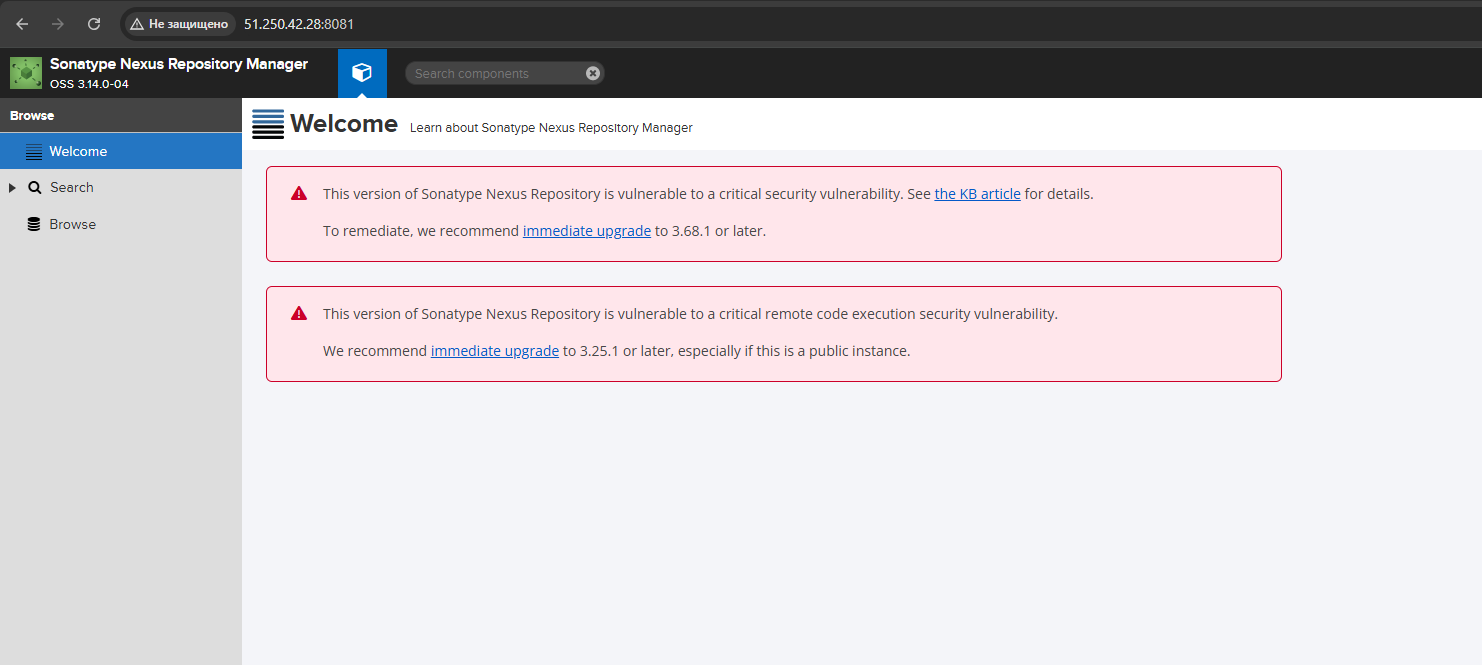 Не защищено
51.250.42.28:8081
Sonatype Nexus Repository Manager
OSS 3.14.0-04
Search components
Browse
Welcome
Search
Browse
Welcome
Learn about Sonatype Nexus Repository Manager
This version of Sonatype Nexus Repository is vulnerable to a critical security vulnerability. See the KB article for details.
To remediate, we recommend immediate upgrade to 3.68.1 or later.
This version of Sonatype Nexus Repository is vulnerable to a critical remote code execution security vulnerability.
We recommend immediate upgrade to 3.25.1 or later, especially if this is a public instance.